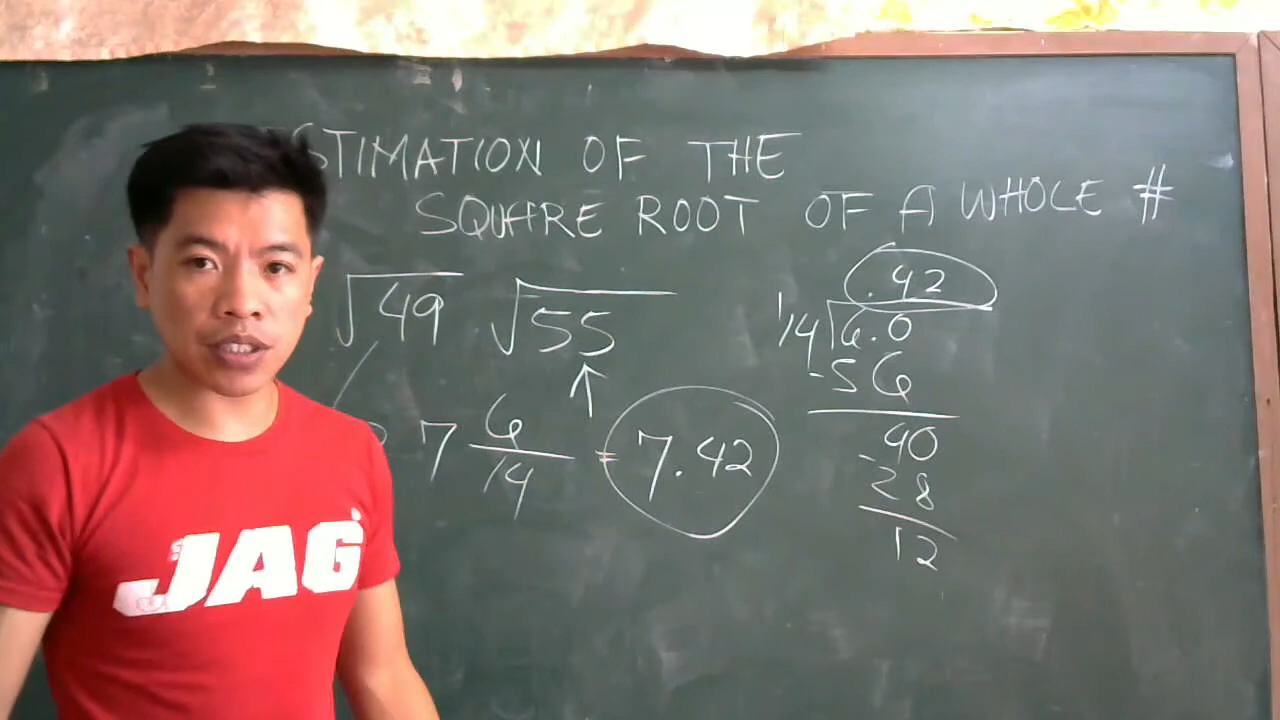 ESTIMATION OF THE
SQUARE ROOT OF A WHOLE #
√49 √55
7 6/14 = 7.42
.42
14 6.0
-56
-40
28
12
JAG